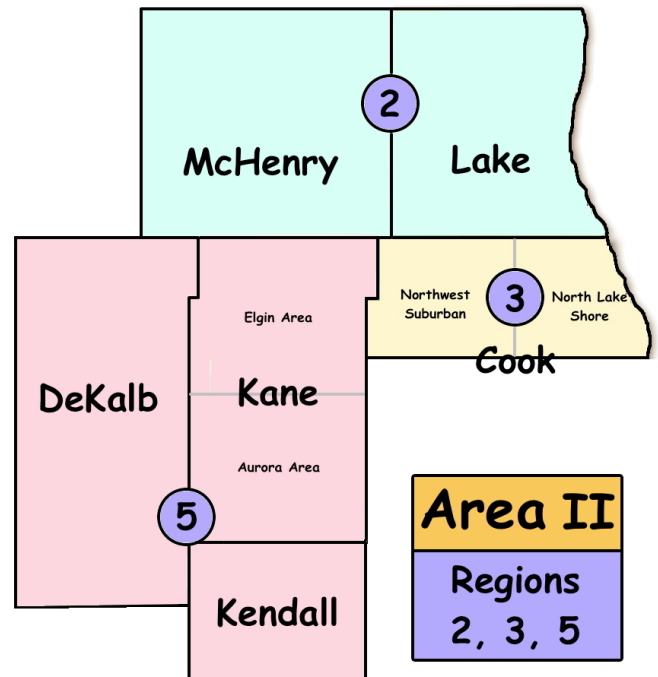 2
McHenry
Lake
Northwest
Suburban
3
North Lake
Shore
Cook
Elgin Area
DeKalb
Kane
Aurora Area
5
Kendall
Area II
Regions
2, 3, 5